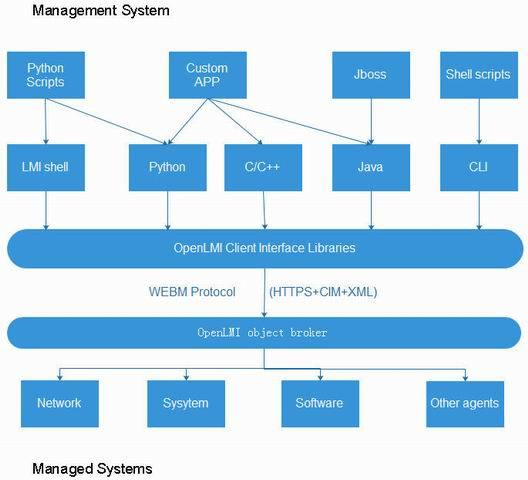 Management System
Python
Scripts
Custom
APP
Jboss
Shell scripts
LMI shell
Python
C/C++
Java
CLI
OpenLMI Client Interface Libraries
WEBM Protocol (HTTPS+CIM+XML)
OpenLMI object broker
Network
Sysytem
Software
Other agents
Managed Systems